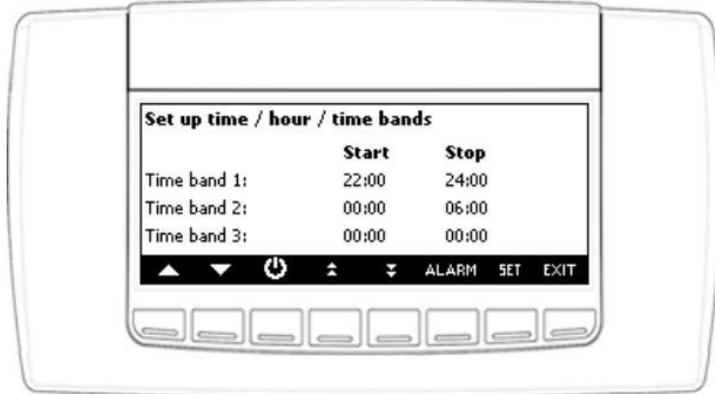 Set up time / hour / time bands
Start Stop
Time band 1: 22:00 24:00
Time band 2: 00:00 06:00
Time band 3: 00:00 00:00
ALARM SET EXIT